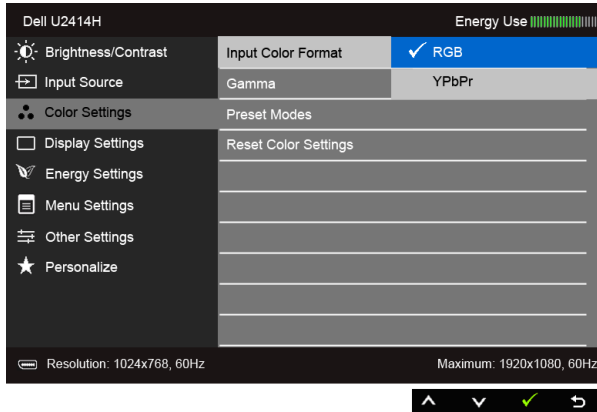 Dell U2414H
Energy Use
Brightness/Contrast
Input Color Format
RGB
Input Source
Gamma
YPbPr
Color Settings
Preset Modes
Display Settings
Reset Color Settings
Energy Settings
Menu Settings
Other Settings
Personalize
Resolution: 1024x768, 60Hz
Maximum: 1920x1080, 60Hz